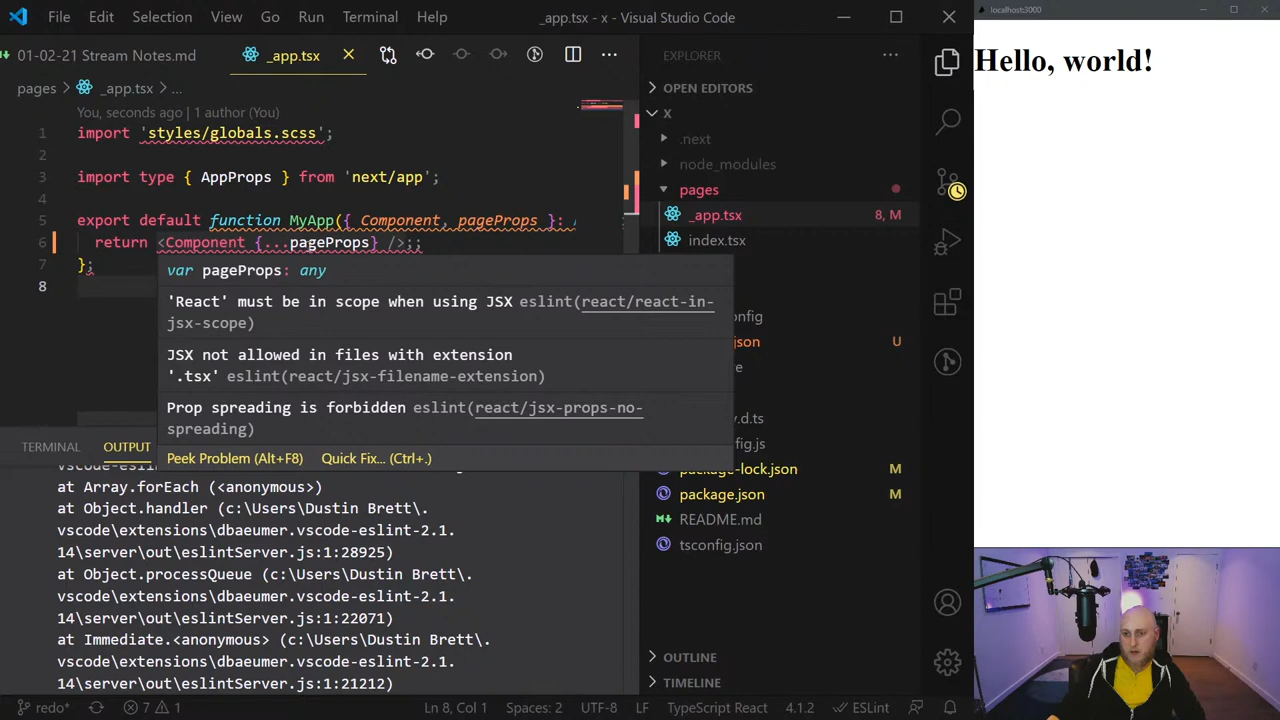 File Edit Selection View Go Run Terminal Help
_app.tsx - x - Visual Studio Code
localhost:3000
01-02-21 Stream Notes.md
_app.tsx
pages > _app.tsx > ...
You, seconds ago | 1 author (You)
1 import 'styles/globals.scss';
2
3 import type { AppProps } from 'next/app';
4
5 export default function MyApp({ Component, pageProps }:
6 return <Component {...pageProps} />;;
7 };
8
var pageProps: any
'React' must be in scope when using JSX eslint(react/react-in-
jsx-scope)
JSX not allowed in files with extension
'.tsx' eslint(react/jsx-filename-extension)
Prop spreading is forbidden eslint(react/jsx-props-no-
spreading)
Peek Problem (Alt+F8) Quick Fix... (Ctrl+.)
TERMINAL OUTPUT
at Array.forEach (<anonymous>)
at Object.handler (c:\Users\Dustin Brett\.
vscode\extensions\dbaeumer.vscode-eslint-2.1.
14\server\out\eslintServer.js:1:28925)
at Object.processQueue (c:\Users\Dustin Brett\.
vscode\extensions\dbaeumer.vscode-eslint-2.1.
14\server\out\eslintServer.js:1:22071)
at Immediate.<anonymous> (c:\Users\Dustin Brett\.
vscode\extensions\dbaeumer.vscode-eslint-2.1.
14\server\out\eslintServer.js:1:21212)
EXPLORER
OPEN EDITORS
X
.next
node_modules
pages
_app.tsx 8, M
index.tsx
onfig
.json U
e
v.d.ts
fig.js
package-lock.json M
package.json M
README.md
tsconfig.json
OUTLINE
TIMELINE
redo* 7 1
Ln 8, Col 1 Spaces: 2 UTF-8 LF TypeScript React 4.1.2 ESLint
Hello, world!